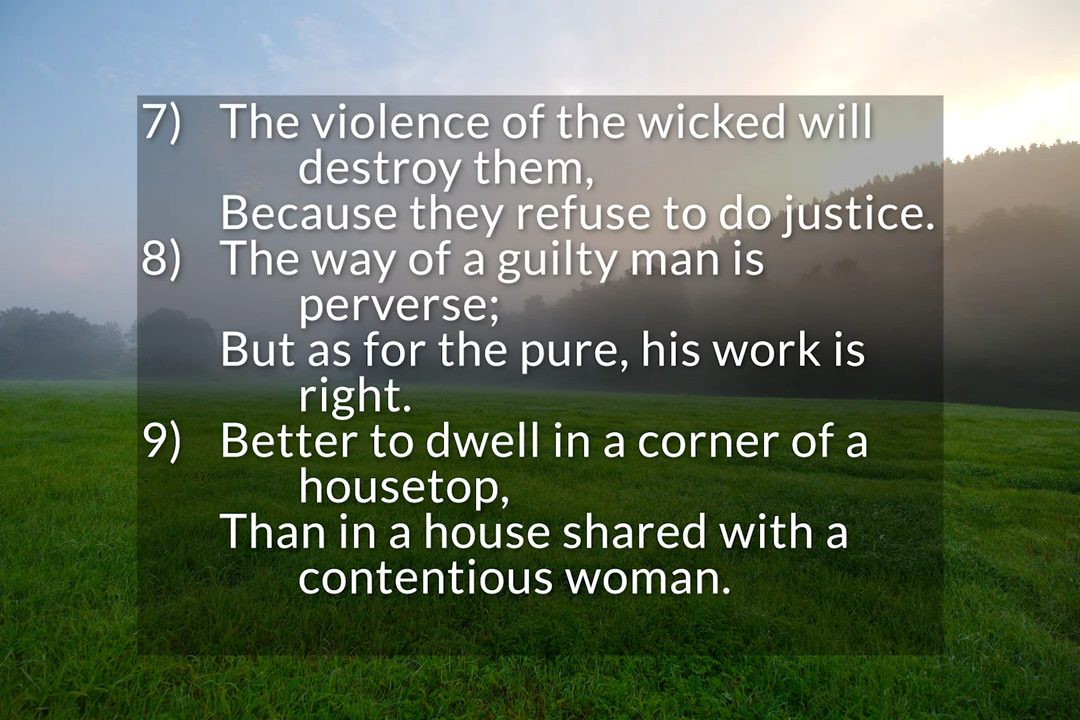 7) The violence of the wicked will
destroy them,
Because they refuse to do justice.
8) The way of a guilty man is
perverse;
But as for the pure, his work is
right.
9) Better to dwell in a corner of a
housetop,
Than in a house shared with a
contentious woman.